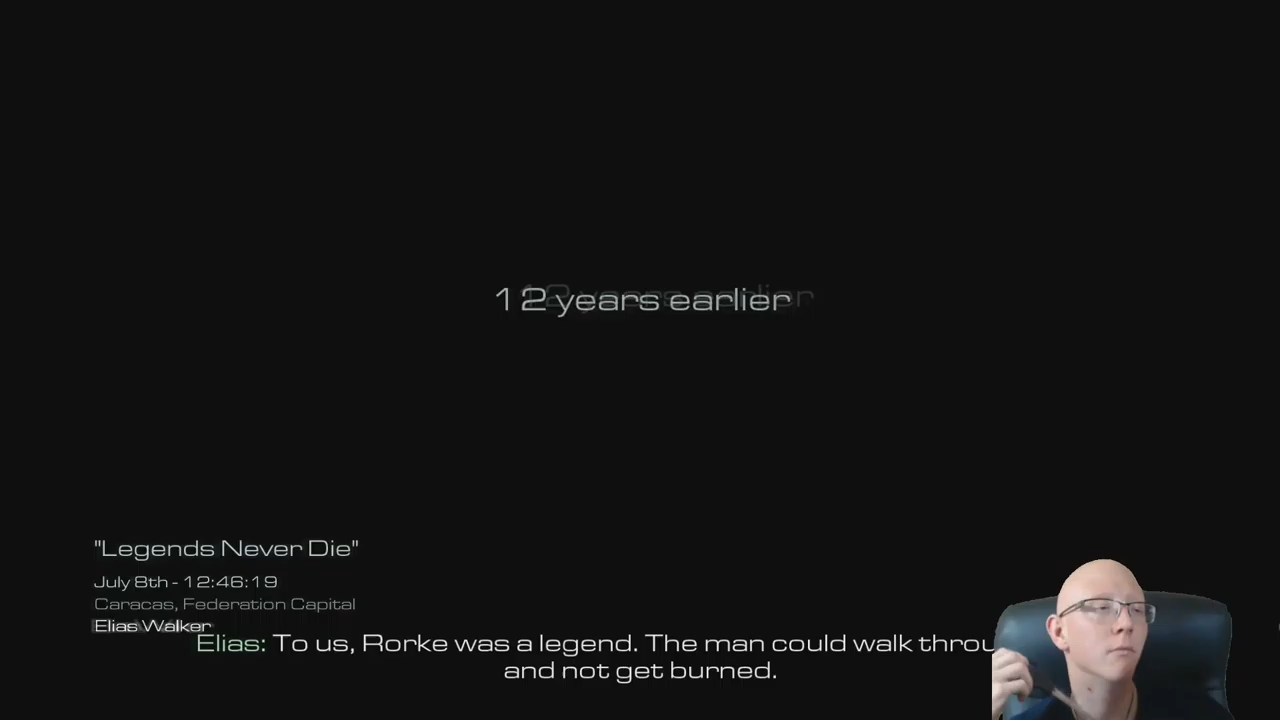 12 years earlier
"Legends Never Die"
July 8th - 12:46:19
Caracas, Federation Capital
Elias Walker
Elias: To us, Rorke was a legend. The man could walk throu
and not get burned.